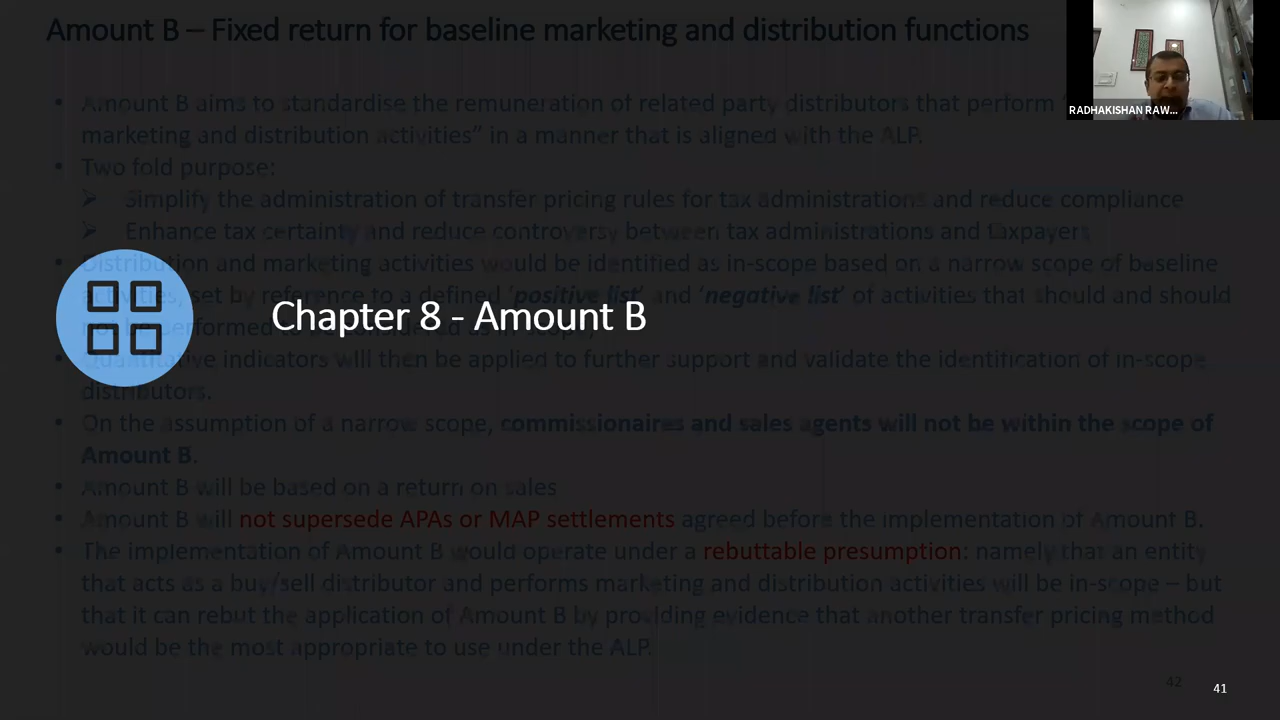 Amount B – Fixed return for baseline marketing and distribution functions
RADHAKISHAN RAW...
• Amount B aims to standardise the remuneration of related party distributors that perform
marketing and distribution activities” in a manner that is aligned with the ALP.
• Two fold purpose:
➢ Simplify the administration of transfer pricing rules for tax administrations and reduce compliance
➢ Enhance tax certainty and reduce controversy between tax administrations and taxpayers
• Distribution and marketing activities would be identified as in-scope based on a narrow scope of baseline
activities, set by reference to a defined ‘positive list’ and ‘negative list’ of activities that should and should
not be performed to be considered as in-scope,
Chapter 8 - Amount B
• Quantitative indicators will then be applied to further support and validate the identification of in-scope
distributors.
• On the assumption of a narrow scope, commissionaires and sales agents will not be within the scope of
Amount B.
• Amount B will be based on a return on sales
• Amount B will not supersede APAs or MAP settlements agreed before the implementation of Amount B.
• The implementation of Amount B would operate under a rebuttable presumption: namely that an entity
that acts as a buy/sell distributor and performs marketing and distribution activities will be in-scope – but
that it can rebut the application of Amount B by providing evidence that another transfer pricing method
would be the most appropriate to use under the ALP.
42
41